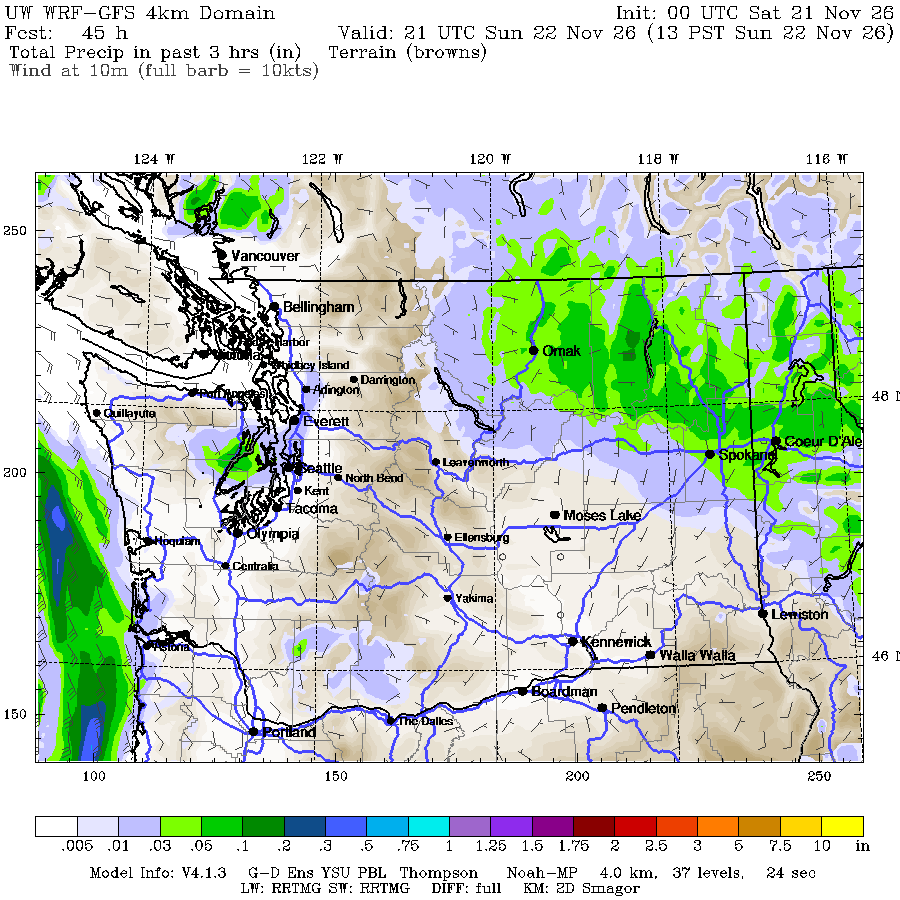 UW WRF-GFS 4km Domain Init: 00 UTC Sat 21 Nov 26
Fcst: 45 h Valid: 21 UTC Sun 22 Nov 26 (13 PST Sun 22 Nov 26)
Total Precip in past 3 hrs (in) Terrain (browns)
Wind at 10m (full barb = 10kts)
124 W 122 W 120 W 118 W 116 W
250
Vancouver
Bellingham
Harbor
Victoria
Whidbey Island
Omak
Darrington
Arlington
Port Angeles
48 N
Quillayute
Everett
Coeur D'Ale
Spokane
Leavenworth
200
Seattle
North Bend
Kent
Tacoma
Moses Lake
Olympia
Ellensburg
Hoquiam
Centralia
Yakima
Lewiston
Kennewick
Astoria
Walla Walla
46 N
Boardman
Pendleton
150
The Dalles
Portland
100 150 200 250
.005 .01 .03 .05 .1 .2 .3 .5 .75 1 1.25 1.5 1.75 2 2.5 3 5 7.5 10 in
Model Info: V4.1.3 G-D Ens YSU PBL Thompson Noah-MP 4.0 km, 37 levels, 24 sec
LW: RRTMG SW: RRTMG DIFF: full KM: 2D Smagor